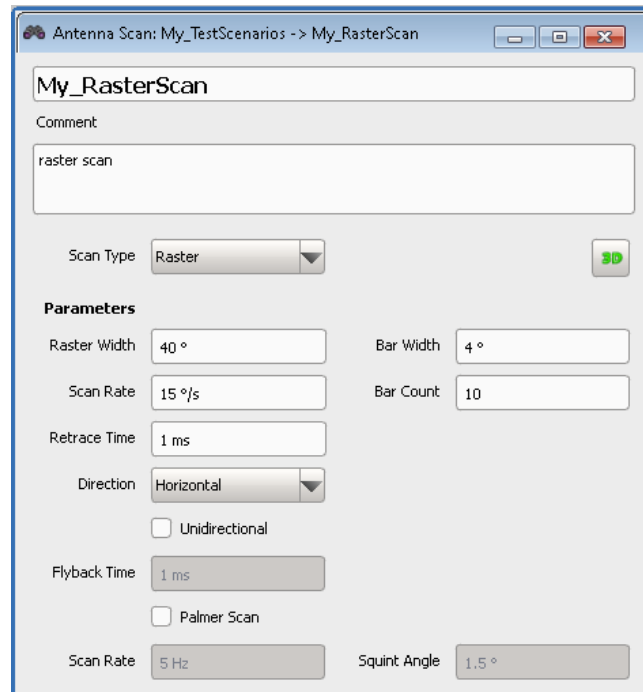 Antenna Scan: My_TestScenarios -> My_RasterScan
My_RasterScan
Comment
raster scan
Scan Type Raster 3D
Parameters
Raster Width 40 ° Bar Width 4 °
Scan Rate 15 °/s Bar Count 10
Retrace Time 1 ms
Direction Horizontal
Unidirectional
Flyback Time 1 ms
Palmer Scan
Scan Rate 5 Hz Squint Angle 1.5 °